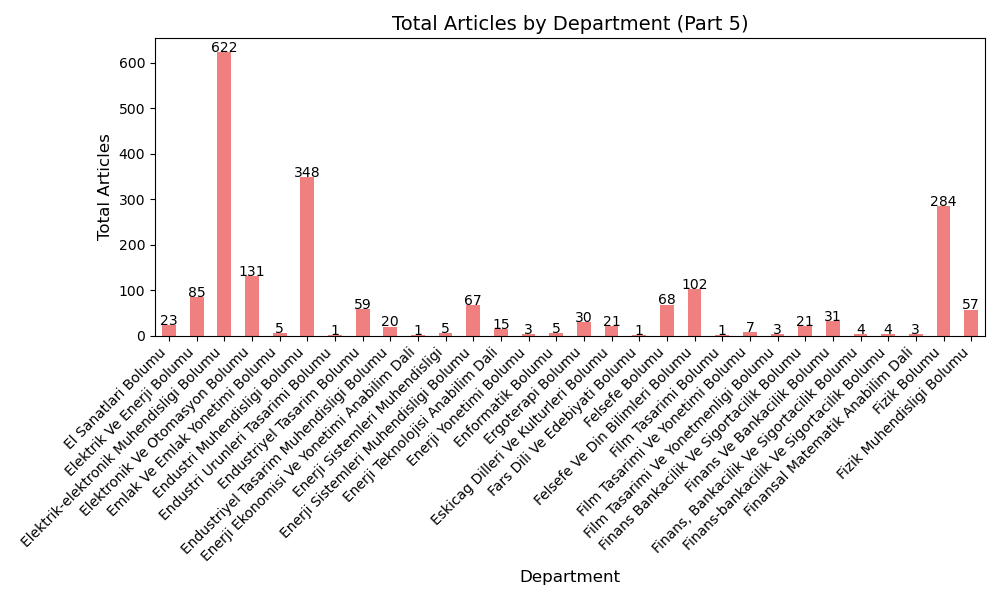 Total Articles by Department (Part 5)
Total Articles
600
500
400
300
200
100
0
23
85
622
131
5
348
1
59
20
1
5
67
15
3
5
30
21
1
68
102
1
7
3
21
31
4
4
3
284
57
El Sanatlari Bolumu
Elektrik Ve Enerji Bolumu
Elektrik-elektronik Muhendisligi Bolumu
Elektronik Ve Otomasyon Bolumu
Emlak Ve Emlak Yonetimi Bolumu
Endustri Muhendisligi Bolumu
Endustri Urunleri Tasarimi Bolumu
Endustriyel Tasarim Bolumu
Endustriyel Tasarim Muhendisligi Bolumu
Enerji Ekonomisi Ve Yonetimi Anabilim Dali
Enerji Sistemleri Muhendisligi
Enerji Sistemleri Muhendisligi Bolumu
Enerji Teknolojisi Anabilim Dali
Enerji Yonetimi Bolumu
Enformatik Bolumu
Ergoterapi Bolumu
Eskicag Dilleri Ve Kulturleri Bolumu
Fars Dili Ve Edebiyati Bolumu
Felsefe Bolumu
Felsefe Ve Din Bilimleri Bolumu
Film Tasarimi Bolumu
Film Tasarimi Ve Yonetimi Bolumu
Film Tasarimi Ve Yonetmenligi Bolumu
Finans Bankacilik Ve Sigortacilik Bolumu
Finans Ve Bankacilik Bolumu
Finans, Bankacilik Ve Sigortacilik Bolumu
Finans-bankacilik Ve Sigortacilik Bolumu
Finansal Matematik Anabilim Dali
Fizik Bolumu
Fizik Muhendisligi Bolumu
Department